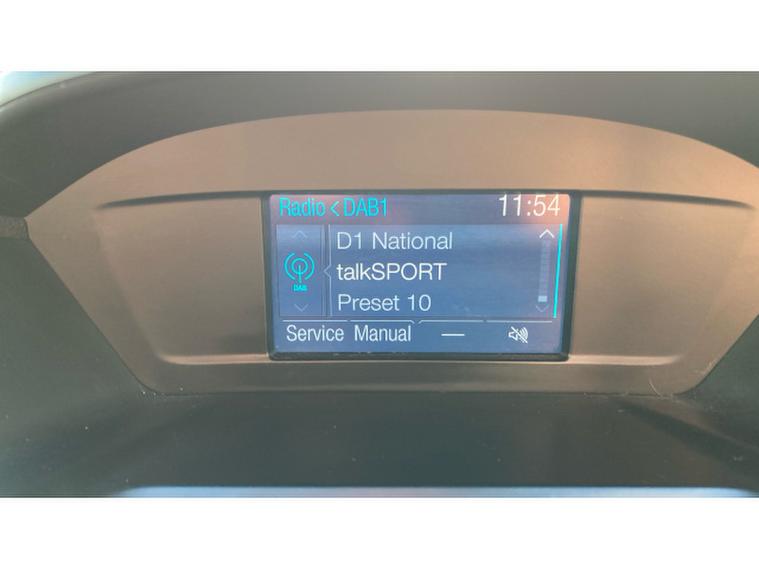 Radio < DAB1 11:54
D1 National
talkSPORT
DAB
Preset 10
Service Manual —